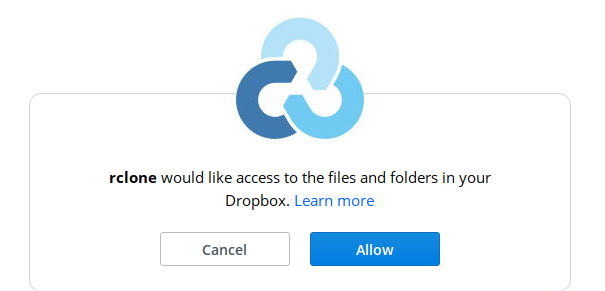 rclone would like access to the files and folders in your
Dropbox. Learn more
Cancel
Allow